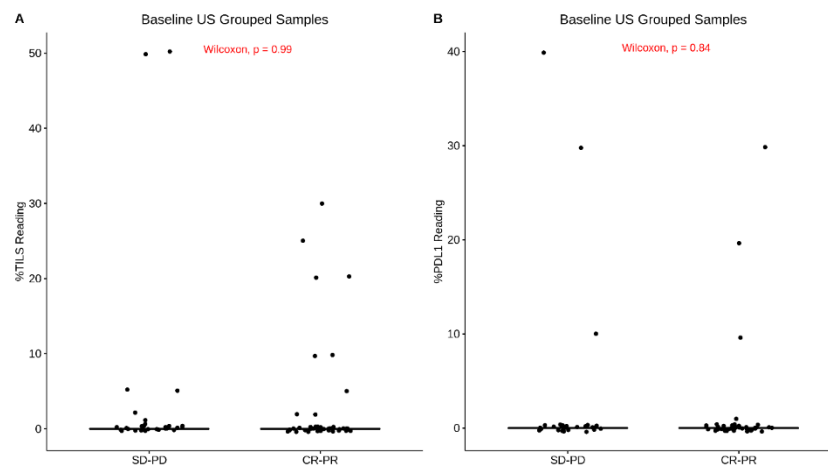 A
Baseline US Grouped Samples
Wilcoxon, p = 0.99
%TILS Reading
50
40
30
20
10
0
SD-PD CR-PR
B
Baseline US Grouped Samples
Wilcoxon, p = 0.84
%PDL1 Reading
40
30
20
10
0
SD-PD CR-PR